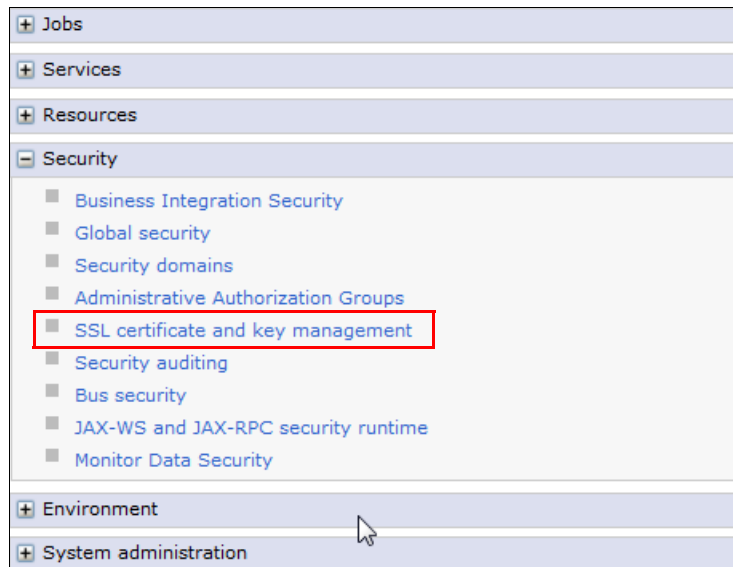 Jobs
Services
Resources
Security
Business Integration Security
Global security
Security domains
Administrative Authorization Groups
SSL certificate and key management
Security auditing
Bus security
JAX-WS and JAX-RPC security runtime
Monitor Data Security
Environment
System administration